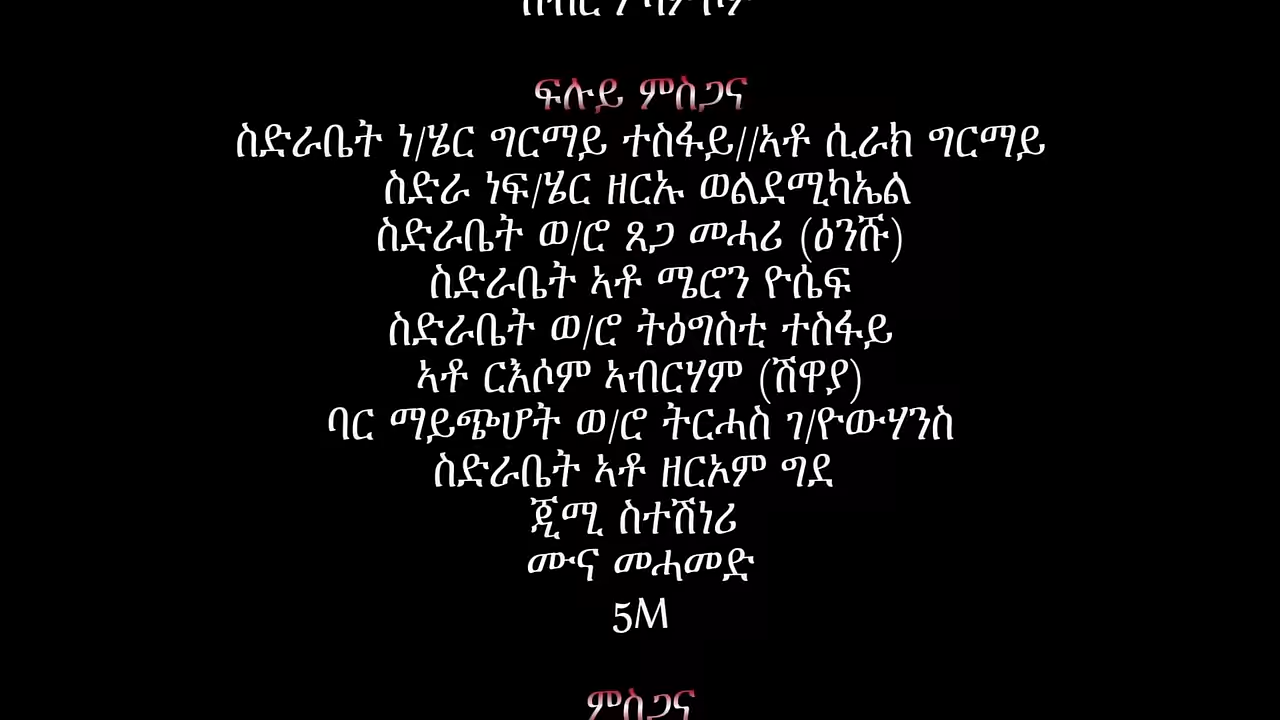 ፍሉይ ምስጋና
ስድራቤት ነ/ሄር ግርማይ ተስፋይ//ኣቶ ሲራክ ግርማይ
ስድራ ነፍ/ሄር ዘርኡ ወልደሚካኤል
ስድራቤት ወ/ሮ ጸጋ መሓሪ (ዕንሹ)
ስድራቤት ኣቶ ሜሮን ዮሴፍ
ስድራቤት ወ/ሮ ትዕግስቲ ተስፋይ
ኣቶ ርእሶም ኣብርሃም (ሽዋያ)
ባር ማይጭሆት ወ/ሮ ትርሓስ ገ/ዮውሃንስ
ስድራቤት ኣቶ ዘርኦም ግደ
ጂሚ ስተሽነሪ
ሙና መሓመድ
5M
ምስጋና